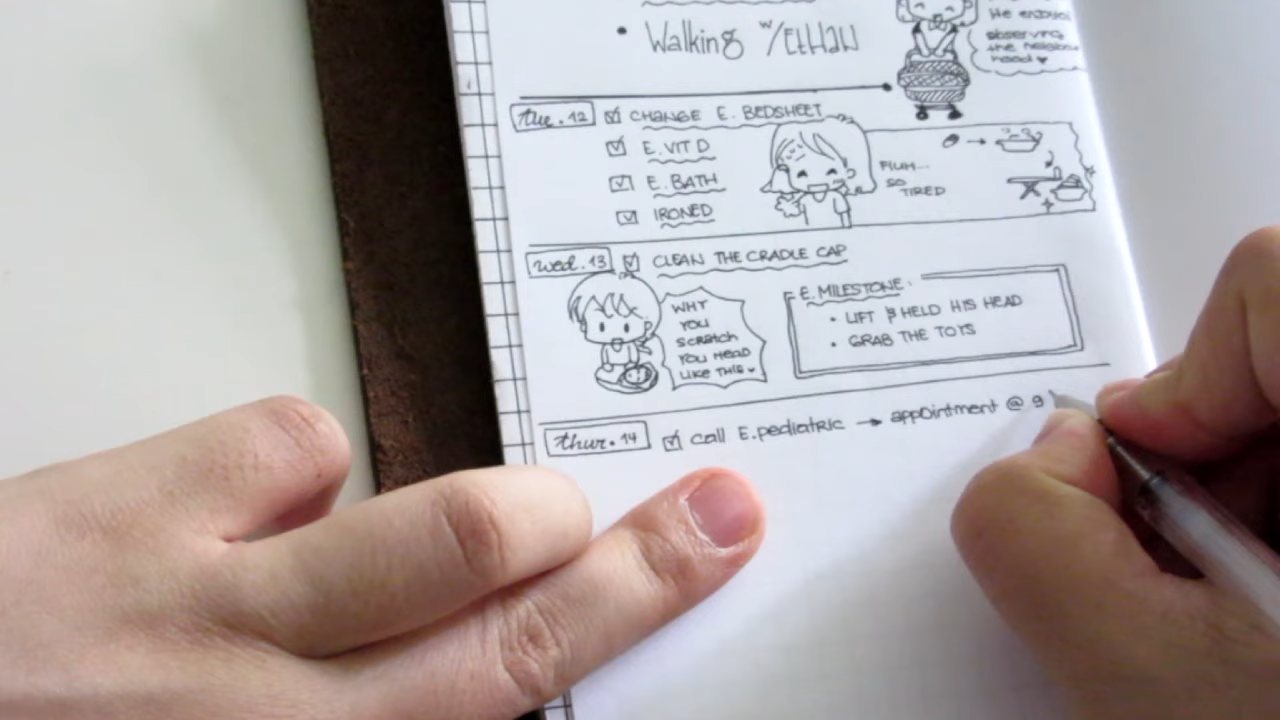 • Walking w/ Ethan
He enjoys
observing
the neighbor
hood ♥
tue. 12 ☑ CHANGE E. BEDSHEET
☑ E. VIT D
☑ E. BATH
☑ IRONED
FIUH...
SO
TIRED
wed. 13 ☑ CLEAN THE CRADLE CAP
WHY
YOU
SCRATCH
YOU HEAD
LIKE THIS ♥
E. MILESTONE:
• LIFT & HELD HIS HEAD
• GRAB THE TOYS
thur. 14 ☑ call E. pediatric → appointment @ 9